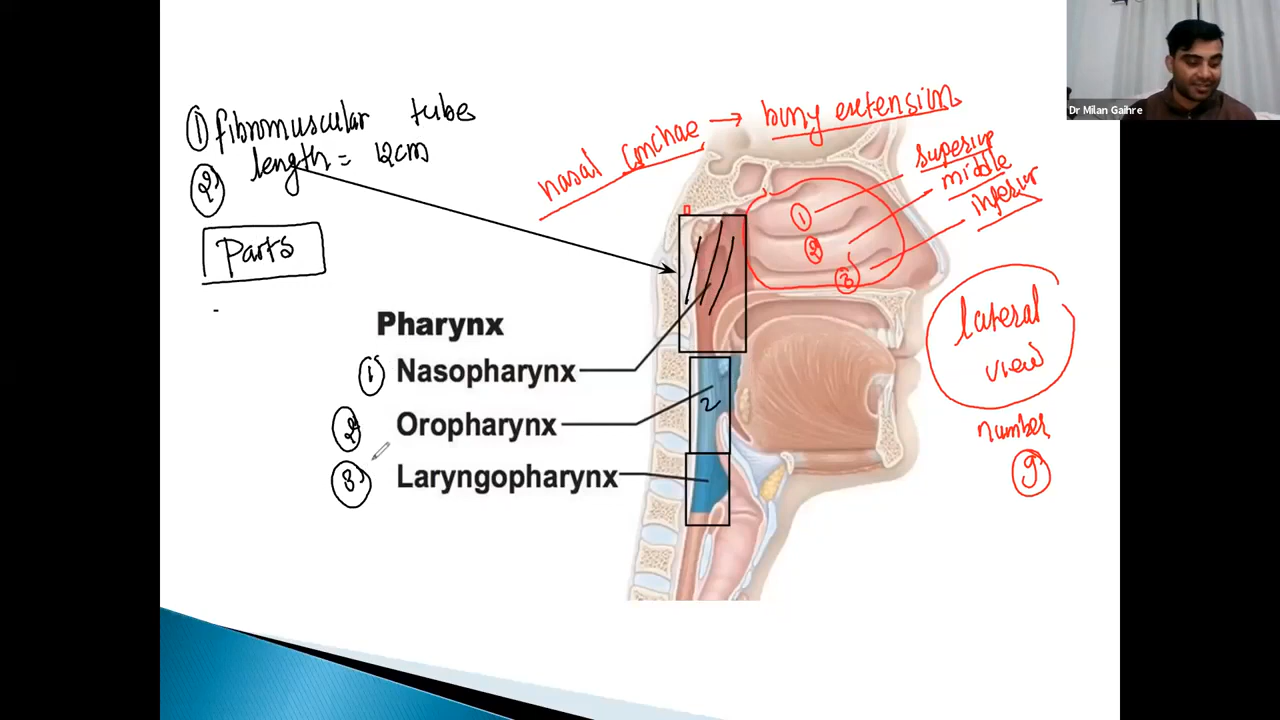 Dr Milan Gaihre
① fibromuscular tube
② length = 12cm
Parts
nasal conchae → bony extension
superior
middle
inferior
①
②
③
lateral
view
number
9
Pharynx
① Nasopharynx
② Oropharynx
2
③ Laryngopharynx